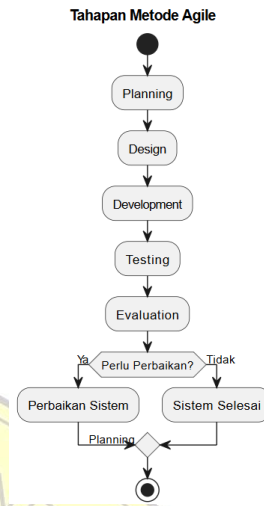 Tahapan Metode Agile
Planning
Design
Development
Testing
Evaluation
Ya
Perlu Perbaikan?
Tidak
Perbaikan Sistem
Sistem Selesai
Planning